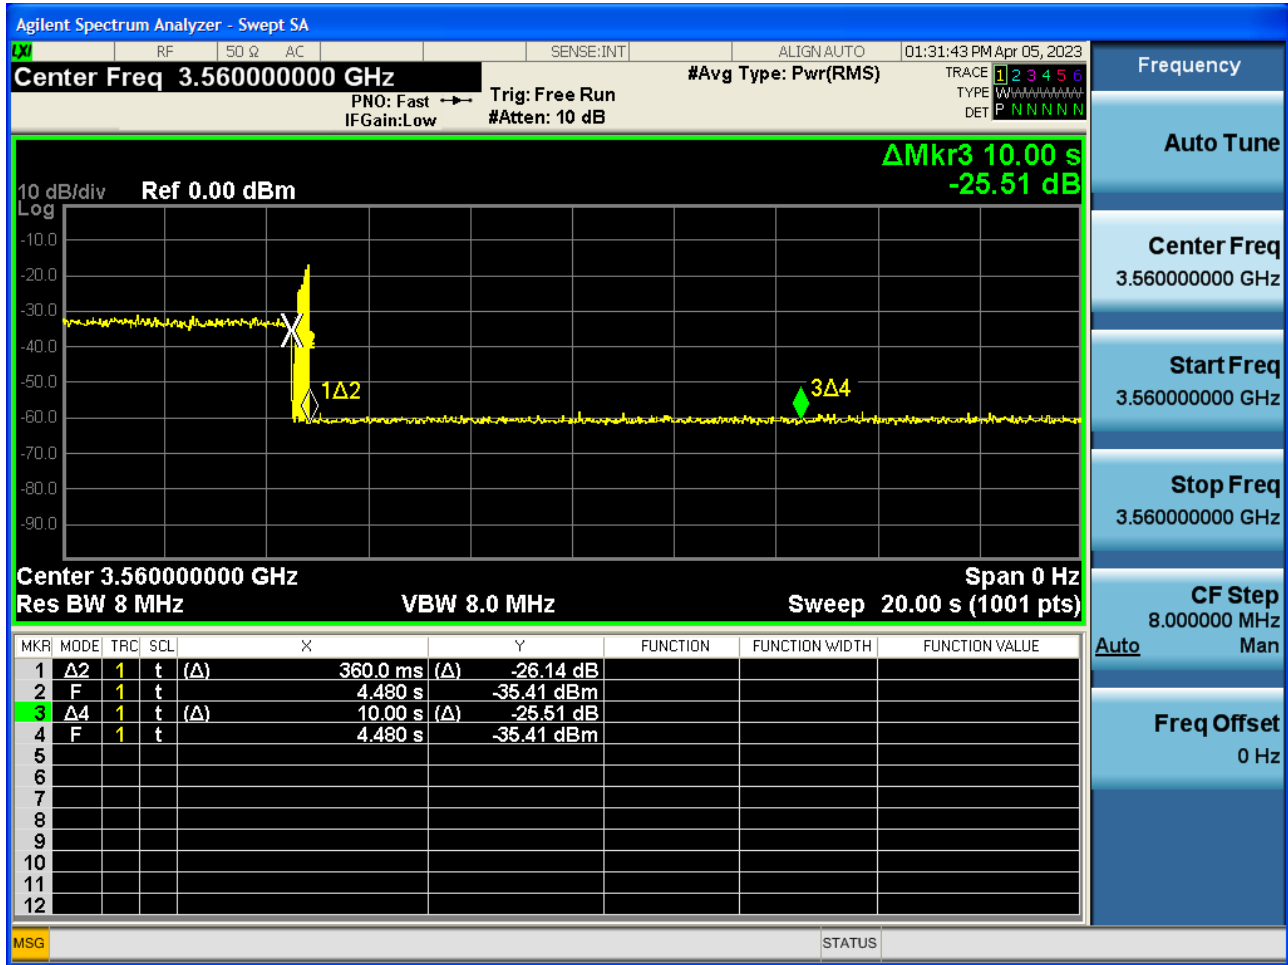 Agilent Spectrum Analyzer - Swept SA
LXI RF 50 Ω AC SENSE:INT ALIGN AUTO 01:31:43 PM Apr 05, 2023
Center Freq 3.560000000 GHz
PNO: Fast
IFGain:Low
Trig: Free Run
#Atten: 10 dB
#Avg Type: Pwr(RMS)
TRACE 1 2 3 4 5 6
TYPE WWWWWW
DET P N N N N N
ΔMkr3 10.00 s
-25.51 dB
10 dB/div Ref 0.00 dBm
Log
-10.0
-20.0
-30.0
-40.0
-50.0
-60.0
-70.0
-80.0
-90.0
1Δ2
3Δ4
Center 3.560000000 GHz Span 0 Hz
Res BW 8 MHz VBW 8.0 MHz Sweep 20.00 s (1001 pts)
MKR MODE TRC SCL X Y FUNCTION FUNCTION WIDTH FUNCTION VALUE
1 Δ2 1 t (Δ) 360.0 ms (Δ) -26.14 dB
2 F 1 t 4.480 s -35.41 dBm
3 Δ4 1 t (Δ) 10.00 s (Δ) -25.51 dB
4 F 1 t 4.480 s -35.41 dBm
5
6
7
8
9
10
11
12
MSG STATUS
Frequency
Auto Tune
Center Freq
3.560000000 GHz
Start Freq
3.560000000 GHz
Stop Freq
3.560000000 GHz
CF Step
8.000000 MHz
Auto Man
Freq Offset
0 Hz